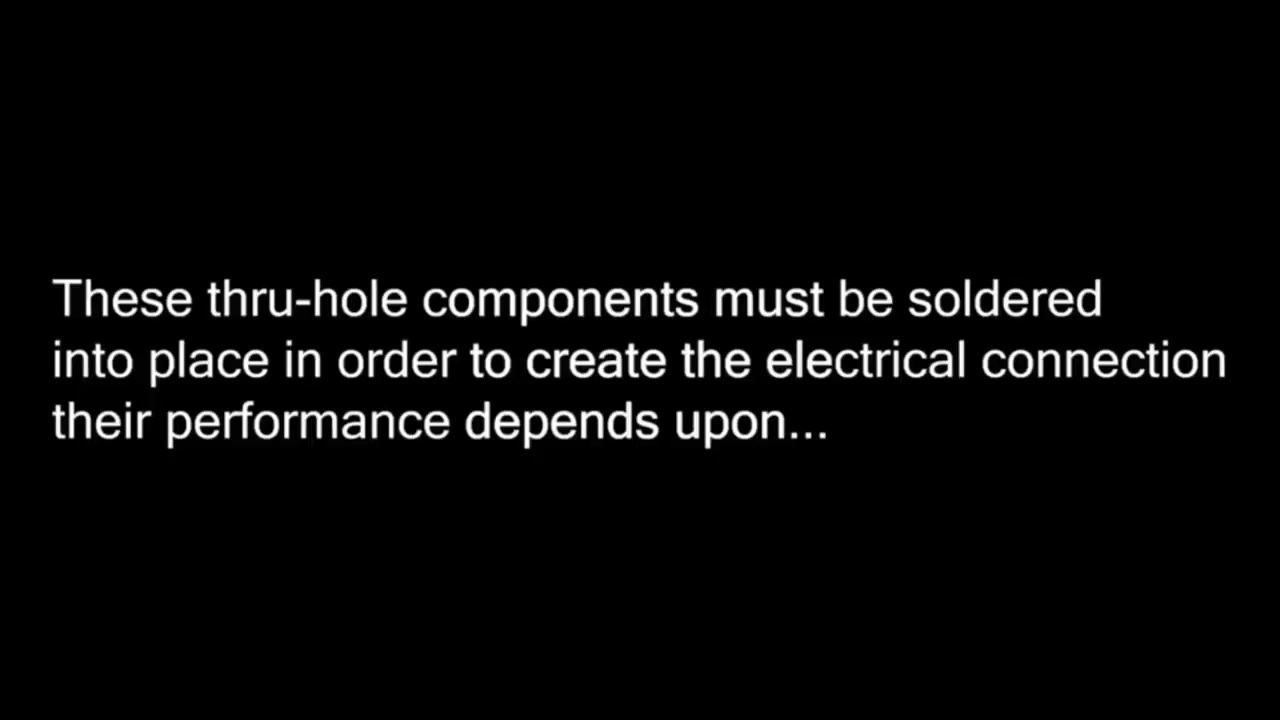 These thru-hole components must be soldered
into place in order to create the electrical connection
their performance depends upon...